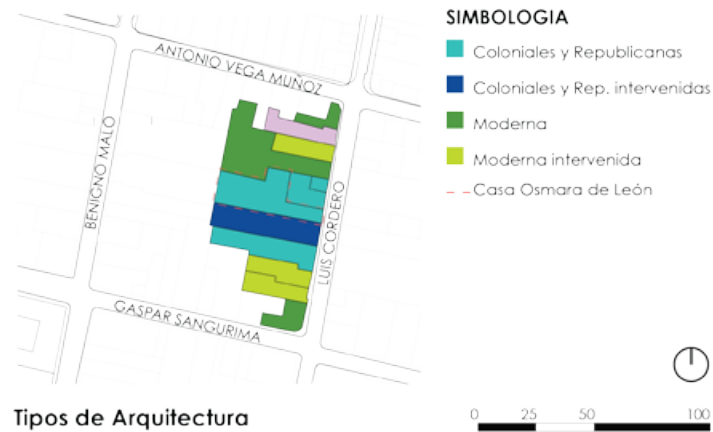 SIMBOLOGIA
Coloniales y Republicanas
Coloniales y Rep. intervenidas
Moderna
Moderna intervenida
Casa Osmara de León
ANTONIO VEGA MUÑOZ
BENIGNO MALO
LUIS CORDERO
GASPAR SANGURIMA
Tipos de Arquitectura
0 25 50 100